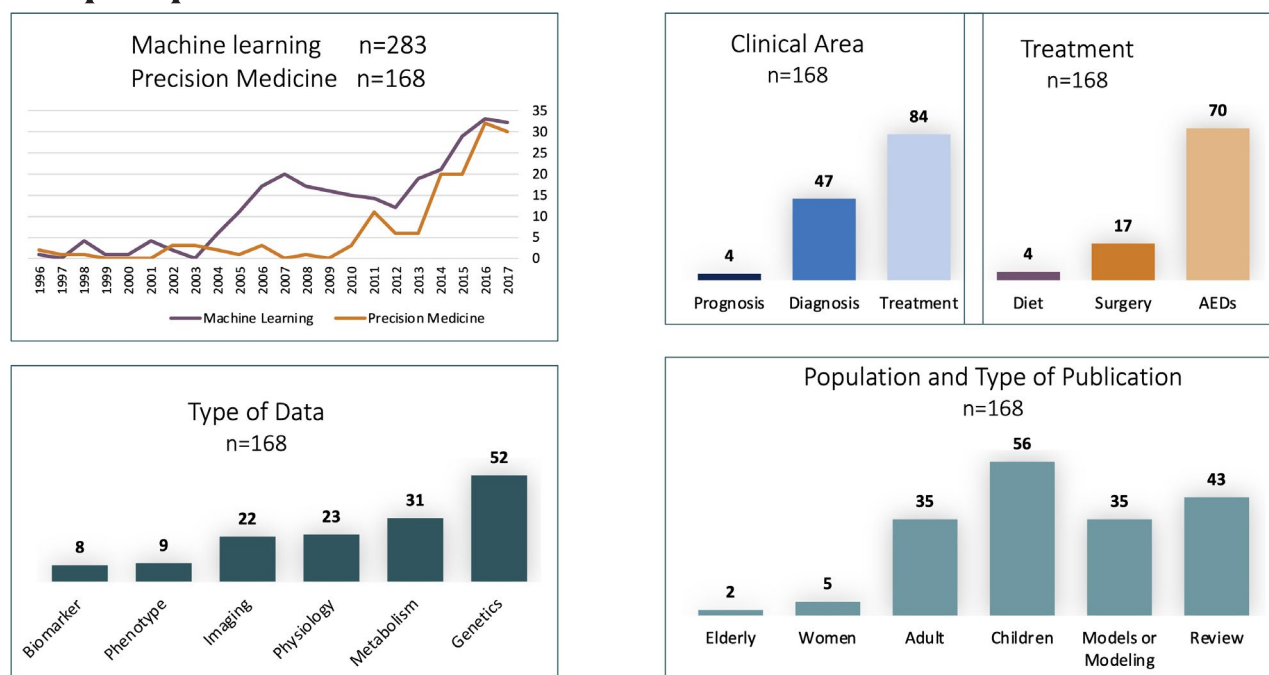 Machine learning n=283
Precision Medicine n=168
35
30
25
20
15
10
5
0
1996
1997
1998
1999
2000
2001
2002
2003
2004
2005
2006
2007
2008
2009
2010
2011
2012
2013
2014
2015
2016
2017
Machine Learning Precision Medicine
Clinical Area
n=168
4
47
84
Prognosis Diagnosis Treatment
Treatment
n=168
4
17
70
Diet Surgery AEDs
Type of Data
n=168
8
9
22
23
31
52
Biomarker
Phenotype
Imaging
Physiology
Metabolism
Genetics
Population and Type of Publication
n=168
2
5
35
56
35
43
Elderly Women Adult Children Models or Review
Modeling